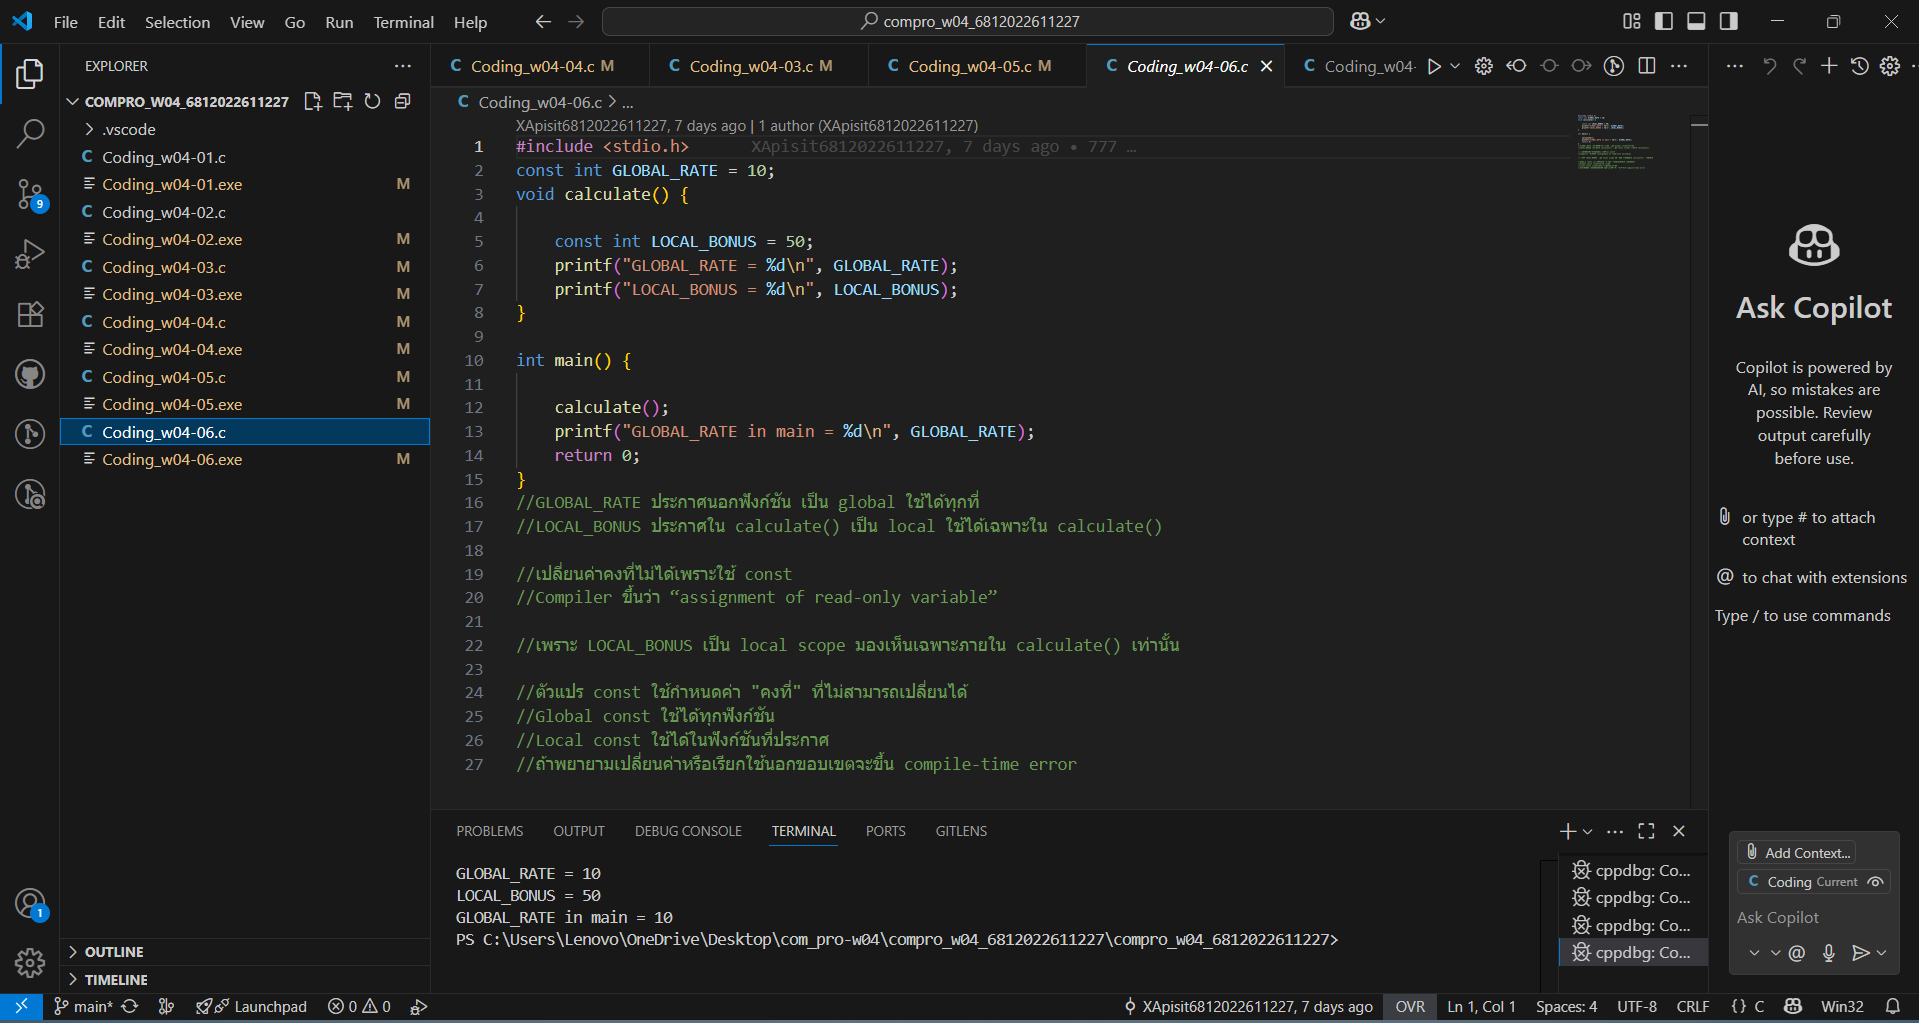 File Edit Selection View Go Run Terminal Help
compro_w04_6812022611227
EXPLORER
COMPRO_W04_6812022611227
.vscode
C Coding_w04-01.c
Coding_w04-01.exe M
C Coding_w04-02.c
Coding_w04-02.exe M
C Coding_w04-03.c M
Coding_w04-03.exe M
C Coding_w04-04.c M
Coding_w04-04.exe M
C Coding_w04-05.c M
Coding_w04-05.exe M
C Coding_w04-06.c
Coding_w04-06.exe M
OUTLINE
TIMELINE
9
1
C Coding_w04-04.c M C Coding_w04-03.c M C Coding_w04-05.c M C Coding_w04-06.c C Coding_w04-
C Coding_w04-06.c > ...
XApisit6812022611227, 7 days ago | 1 author (XApisit6812022611227)
1 #include <stdio.h> XApisit6812022611227, 7 days ago • 777 …
2 const int GLOBAL_RATE = 10;
3 void calculate() {
4
5 const int LOCAL_BONUS = 50;
6 printf("GLOBAL_RATE = %d\n", GLOBAL_RATE);
7 printf("LOCAL_BONUS = %d\n", LOCAL_BONUS);
8 }
9
10 int main() {
11
12 calculate();
13 printf("GLOBAL_RATE in main = %d\n", GLOBAL_RATE);
14 return 0;
15 }
16 //GLOBAL_RATE ประกาศนอกฟังก์ชัน เป็น global ใช้ได้ทุกที่
17 //LOCAL_BONUS ประกาศใน calculate() เป็น local ใช้ได้เฉพาะใน calculate()
18
19 //เปลี่ยนค่าคงที่ไม่ได้เพราะใช้ const
20 //Compiler ขึ้นว่า “assignment of read-only variable”
21
22 //เพราะ LOCAL_BONUS เป็น local scope มองเห็นเฉพาะภายใน calculate() เท่านั้น
23
24 //ตัวแปร const ใช้กำหนดค่า "คงที่" ที่ไม่สามารถเปลี่ยนได้
25 //Global const ใช้ได้ทุกฟังก์ชัน
26 //Local const ใช้ได้ในฟังก์ชันที่ประกาศ
27 //ถ้าพยายามเปลี่ยนค่าหรือเรียกใช้นอกขอบเขตจะขึ้น compile-time error
PROBLEMS OUTPUT DEBUG CONSOLE TERMINAL PORTS GITLENS
GLOBAL_RATE = 10
LOCAL_BONUS = 50
GLOBAL_RATE in main = 10
PS C:\Users\Lenovo\OneDrive\Desktop\com_pro-w04\compro_w04_6812022611227\compro_w04_6812022611227>
cppdbg: Co...
cppdbg: Co...
cppdbg: Co...
cppdbg: Co...
Ask Copilot
Copilot is powered by
AI, so mistakes are
possible. Review
output carefully
before use.
or type # to attach
context
@ to chat with extensions
Type / to use commands
Add Context...
C Coding Current
Ask Copilot
main* Launchpad 0 0
XApisit6812022611227, 7 days ago OVR Ln 1, Col 1 Spaces: 4 UTF-8 CRLF {} C Win32